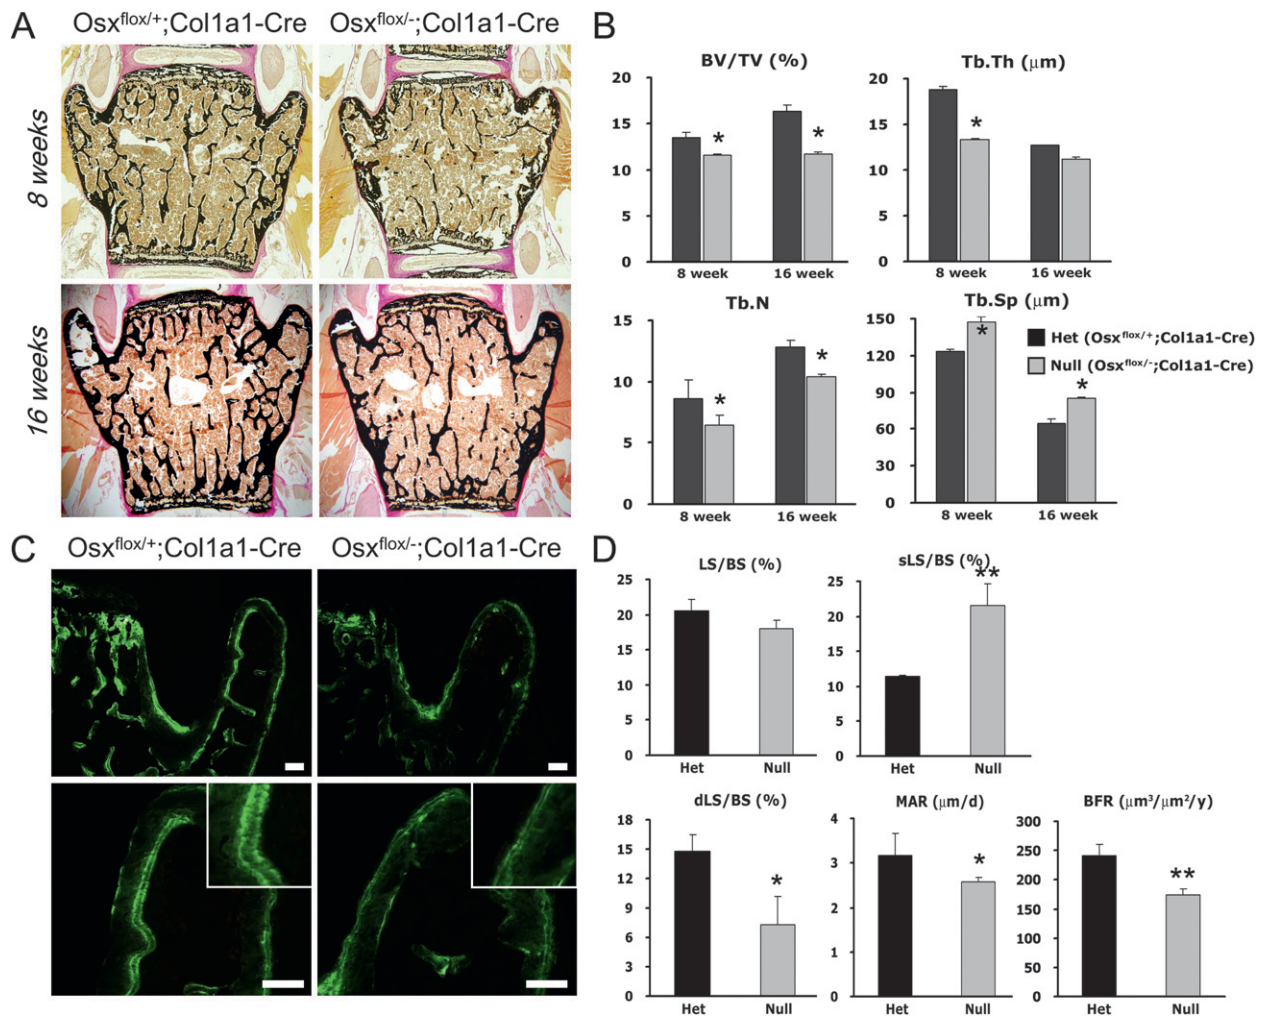 A
Osxflox/+;Col1a1-Cre
Osxflox/-;Col1a1-Cre
8 weeks
16 weeks
B
BV/TV (%)
20
15
10
5
0
*
*
8 week
16 week
Tb.Th (μm)
20
15
10
5
0
*
8 week
16 week
Tb.N
15
10
5
0
*
*
8 week
16 week
Tb.Sp (μm)
150
120
90
60
30
0
*
*
8 week
16 week
Het (Osxflox/+;Col1a1-Cre)
Null (Osxflox/-;Col1a1-Cre)
C
Osxflox/+;Col1a1-Cre
Osxflox/-;Col1a1-Cre
D
LS/BS (%)
25
20
15
10
5
0
Het
Null
sLS/BS (%)
**
25
20
15
10
5
0
Het
Null
dLS/BS (%)
18
15
12
9
6
3
0
*
Het
Null
MAR (μm/d)
4
3
2
1
0
*
Het
Null
BFR (μm³/μm²/y)
300
250
200
150
100
50
0
**
Het
Null